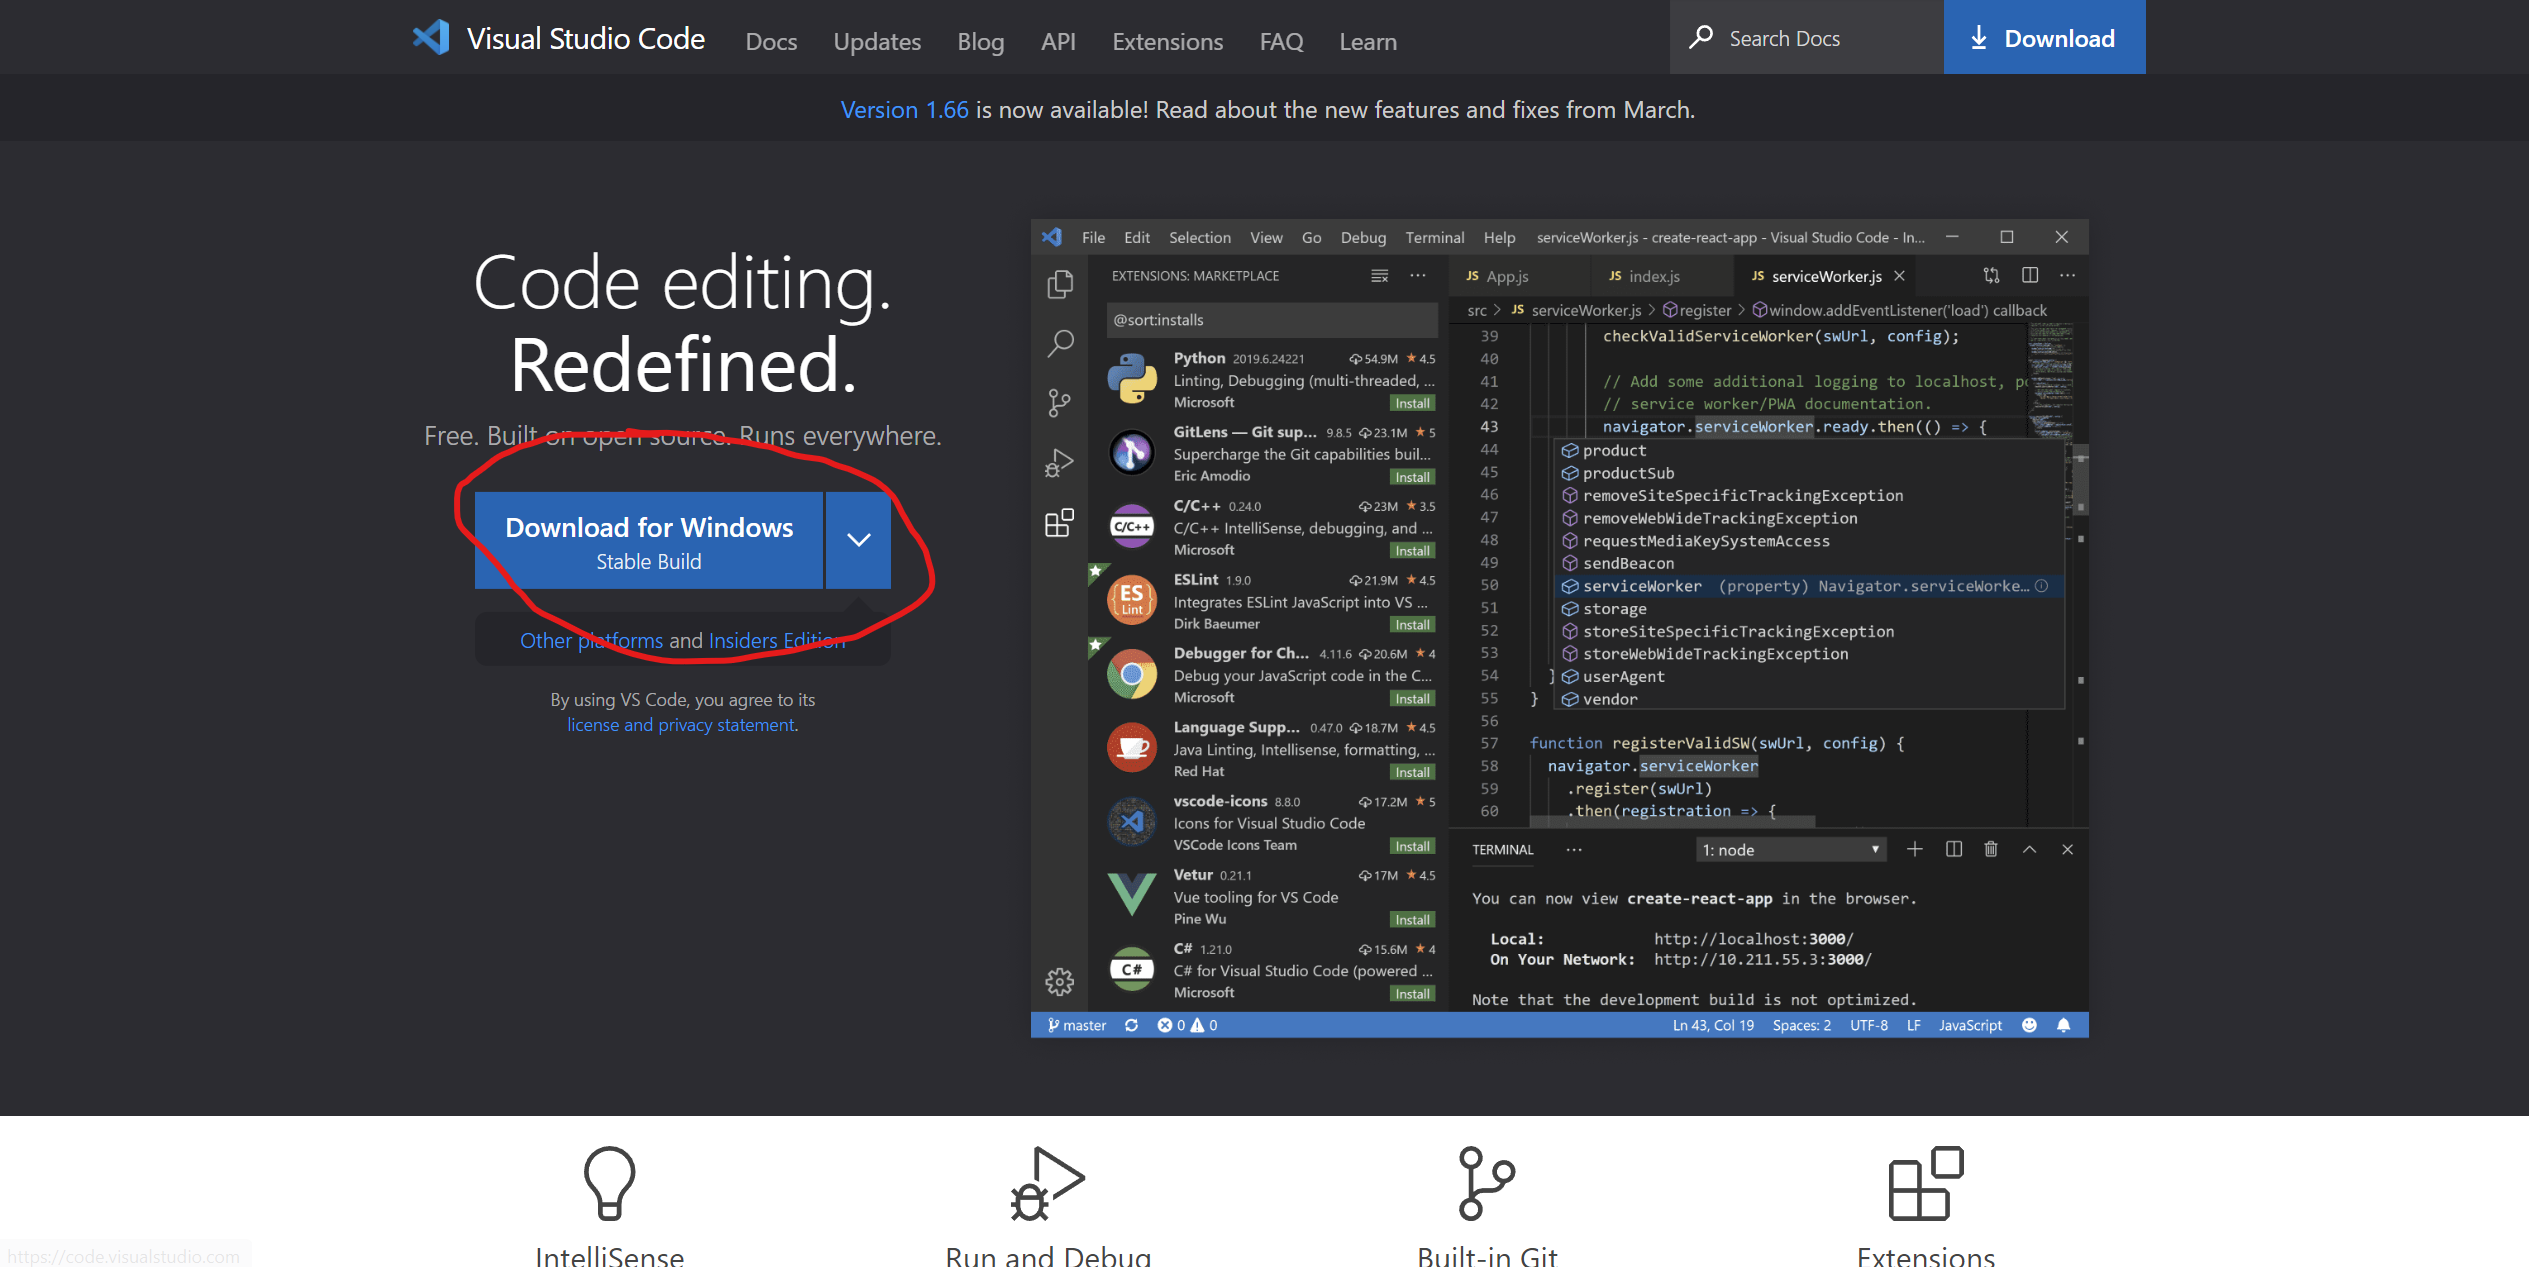 Visual Studio Code Docs Updates Blog API Extensions FAQ Learn Search Docs Download
Version 1.66 is now available! Read about the new features and fixes from March.
Code editing.
Redefined.
Free. Built on open source. Runs everywhere.
Download for Windows
Stable Build
Other platforms and Insiders Edition
By using VS Code, you agree to its
license and privacy statement.
File Edit Selection View Go Debug Terminal Help serviceWorker.js - create-react-app - Visual Studio Code - In...
EXTENSIONS: MARKETPLACE
@sort:installs
Python 2019.6.24221 54.9M 4.5
Linting, Debugging (multi-threaded, ...
Microsoft Install
GitLens — Git sup... 9.8.5 23.1M 5
Supercharge the Git capabilities buil...
Eric Amodio Install
C/C++
C/C++ 0.24.0 23M 3.5
C/C++ IntelliSense, debugging, and ...
Microsoft Install
ES
Lint
ESLint 1.9.0 21.9M 4.5
Integrates ESLint JavaScript into VS ...
Dirk Baeumer Install
Debugger for Ch... 4.11.6 20.6M 4
Debug your JavaScript code in the C...
Microsoft Install
Language Supp... 0.47.0 18.7M 4.5
Java Linting, Intellisense, formatting, ...
Red Hat Install
vscode-icons 8.8.0 17.2M 5
Icons for Visual Studio Code
VSCode Icons Team Install
Vetur 0.21.1 17M 4.5
Vue tooling for VS Code
Pine Wu Install
C#
C# 1.21.0 15.6M 4
C# for Visual Studio Code (powered ...
Microsoft Install
JS App.js JS index.js JS serviceWorker.js
src > JS serviceWorker.js > register > window.addEventListener('load') callback
39 checkValidServiceWorker(swUrl, config);
40
41 // Add some additional logging to localhost, po
42 // service worker/PWA documentation.
43 navigator.serviceWorker.ready.then(() => {
44 product
45 productSub
46 removeSiteSpecificTrackingException
47 removeWebWideTrackingException
48 requestMediaKeySystemAccess
49 sendBeacon
50 serviceWorker (property) Navigator.serviceWorke...
51 storage
52 storeSiteSpecificTrackingException
53 storeWebWideTrackingException
54 } userAgent
55 } vendor
56
57 function registerValidSW(swUrl, config) {
58 navigator.serviceWorker
59 .register(swUrl)
60 .then(registration => {
TERMINAL ... 1: node
You can now view create-react-app in the browser.
Local: http://localhost:3000/
On Your Network: http://10.211.55.3:3000/
Note that the development build is not optimized.
master 0 0 Ln 43, Col 19 Spaces: 2 UTF-8 LF JavaScript
IntelliSense Run and Debug Built-in Git Extensions
https://code.visualstudio.com